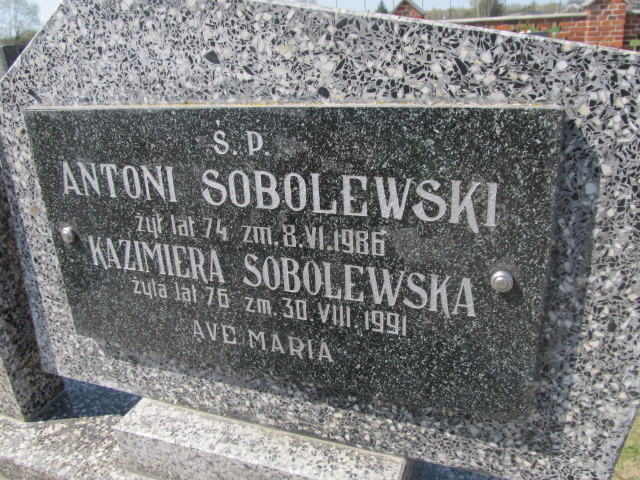 Ś. P.
ANTONI SOBOLEWSKI
żył lat 74 zm. 8.VI.1986
KAZIMIERA SOBOLEWSKA
żyła lat 76 zm. 30.VIII.1991
AVE MARIA